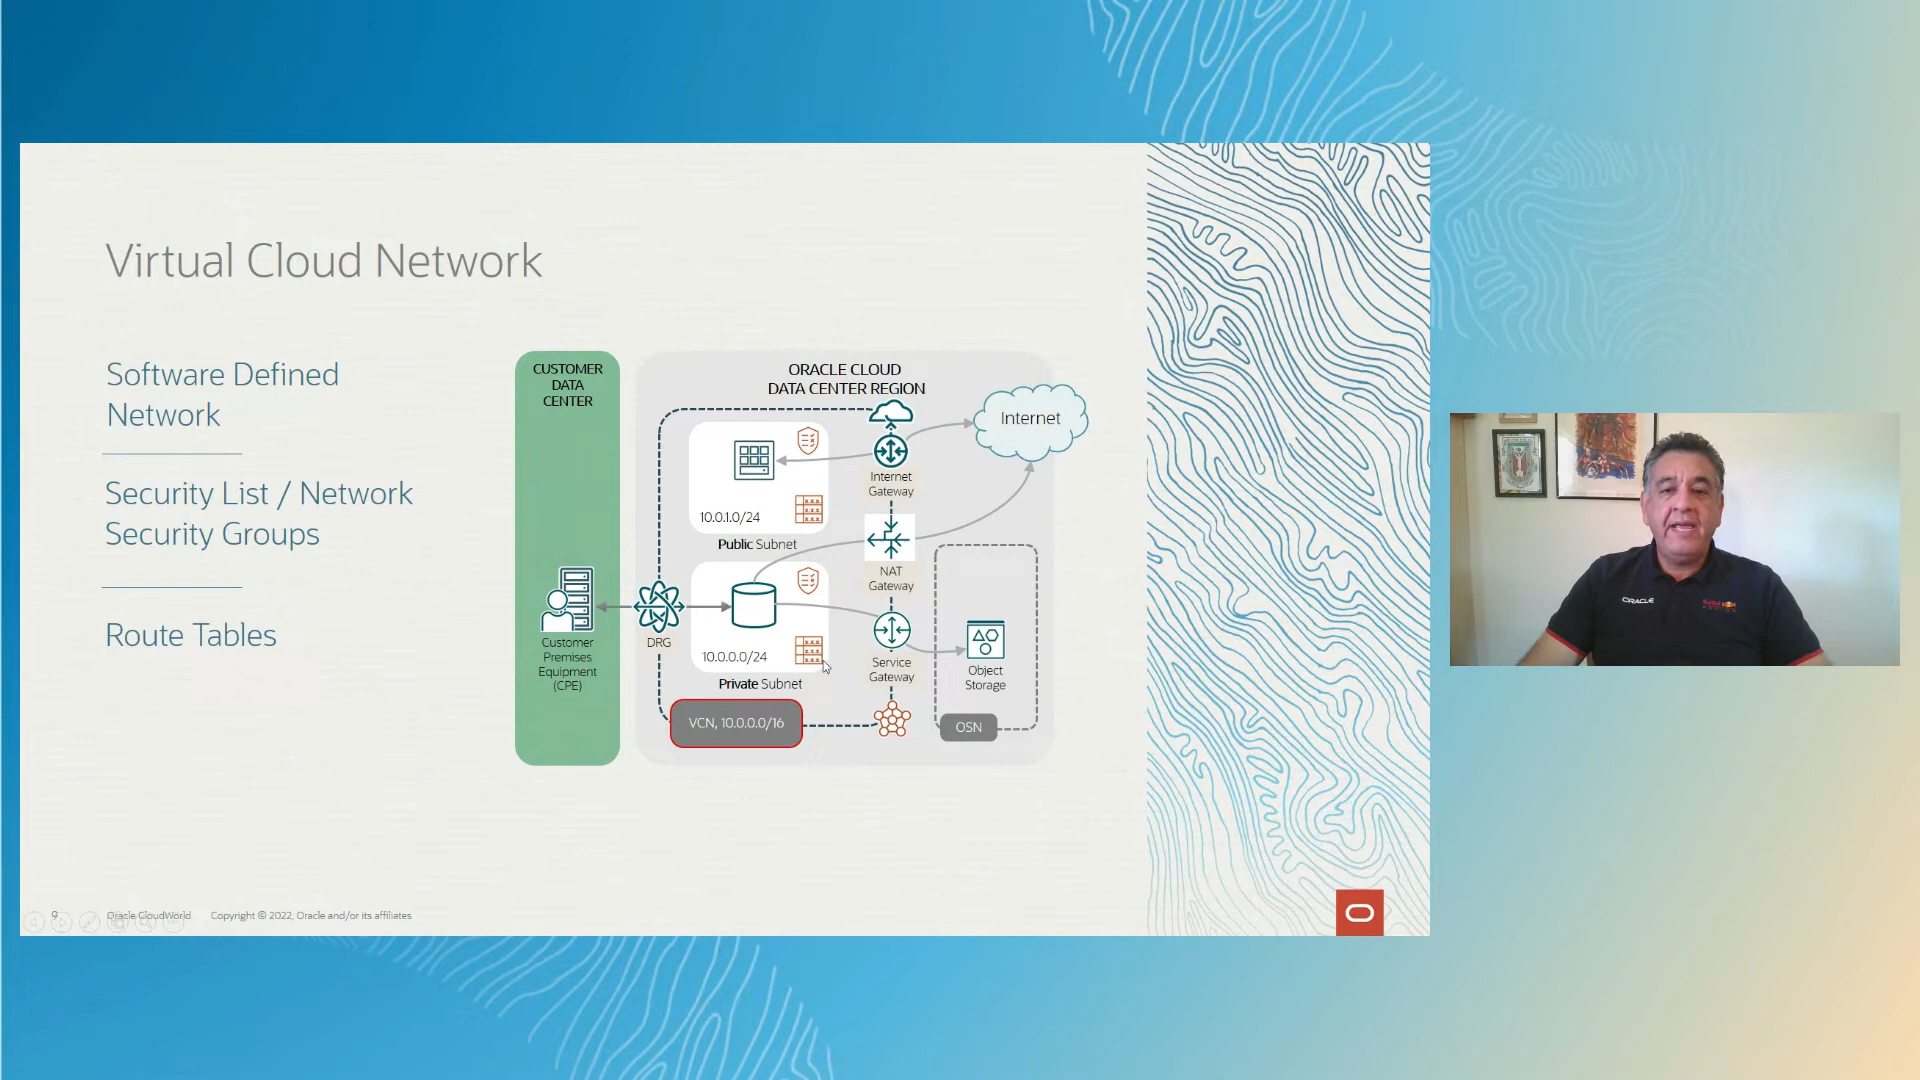 Virtual Cloud Network
Software Defined
Network
Security List / Network
Security Groups
Route Tables
CUSTOMER
DATA
CENTER
Customer
Premises
Equipment
(CPE)
ORACLE CLOUD
DATA CENTER REGION
Internet
Internet
Gateway
10.0.1.0/24
Public Subnet
NAT
Gateway
DRG
10.0.0.0/24
Private Subnet
Service
Gateway
Object
Storage
VCN, 10.0.0.0/16
OSN
9
Oracle CloudWorld
Copyright © 2022, Oracle and/or its affiliates
ORACLE